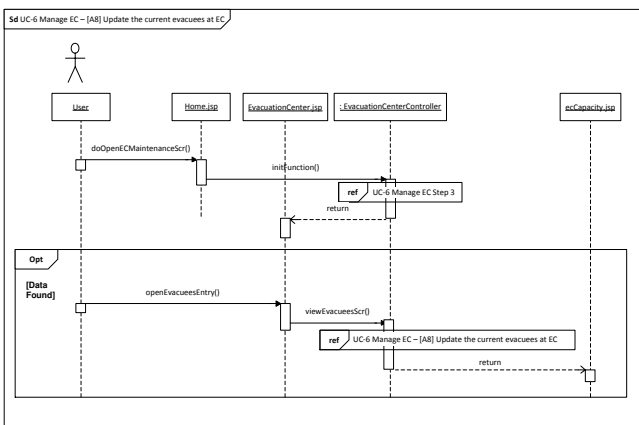 Sd UC-6 Manage EC – [A8] Update the current evacuees at EC
User
Home.jsp
EvacuationCenter.jsp
: EvacuationCenterController
ecCapacity.jsp
doOpenECMaintenanceScr()
initFunction()
ref UC-6 Manage EC Step 3
return
Opt
[Data
Found]
openEvacueesEntry()
viewEvacueesScr()
ref UC-6 Manage EC – [A8] Update the current evacuees at EC
return